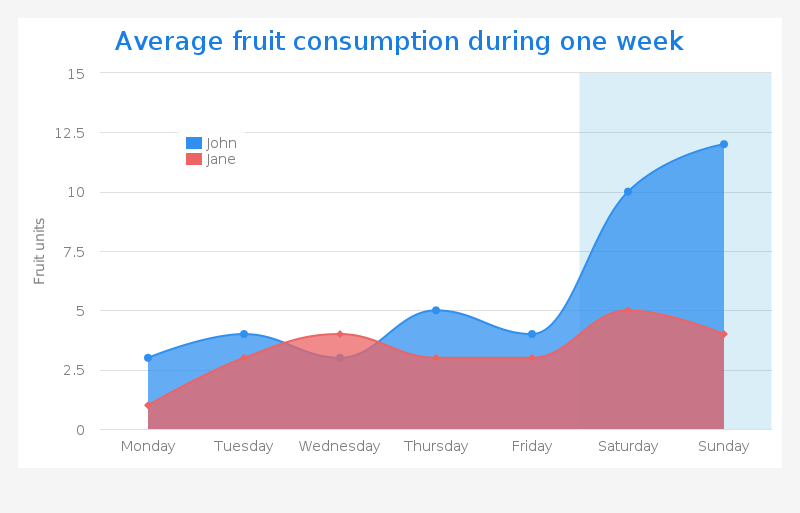 Average fruit consumption during one week
15
12.5
10
7.5
5
2.5
0
Fruit units
John
Jane
Monday Tuesday Wednesday Thursday Friday Saturday Sunday